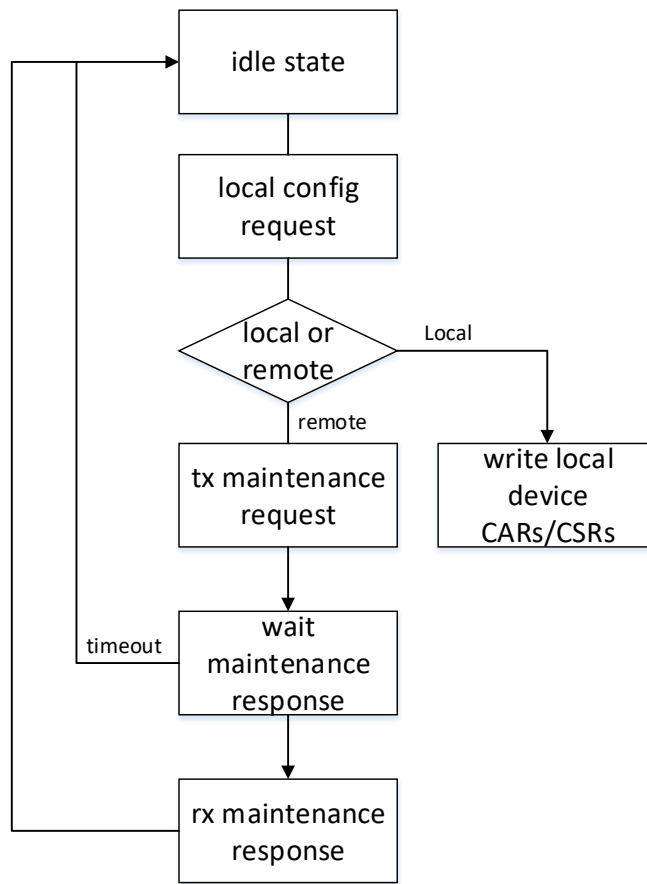 idle state
local config
request
local or
remote
Local
remote
tx maintenance
request
write local
device
CARs/CSRs
timeout
wait
maintenance
response
rx maintenance
response